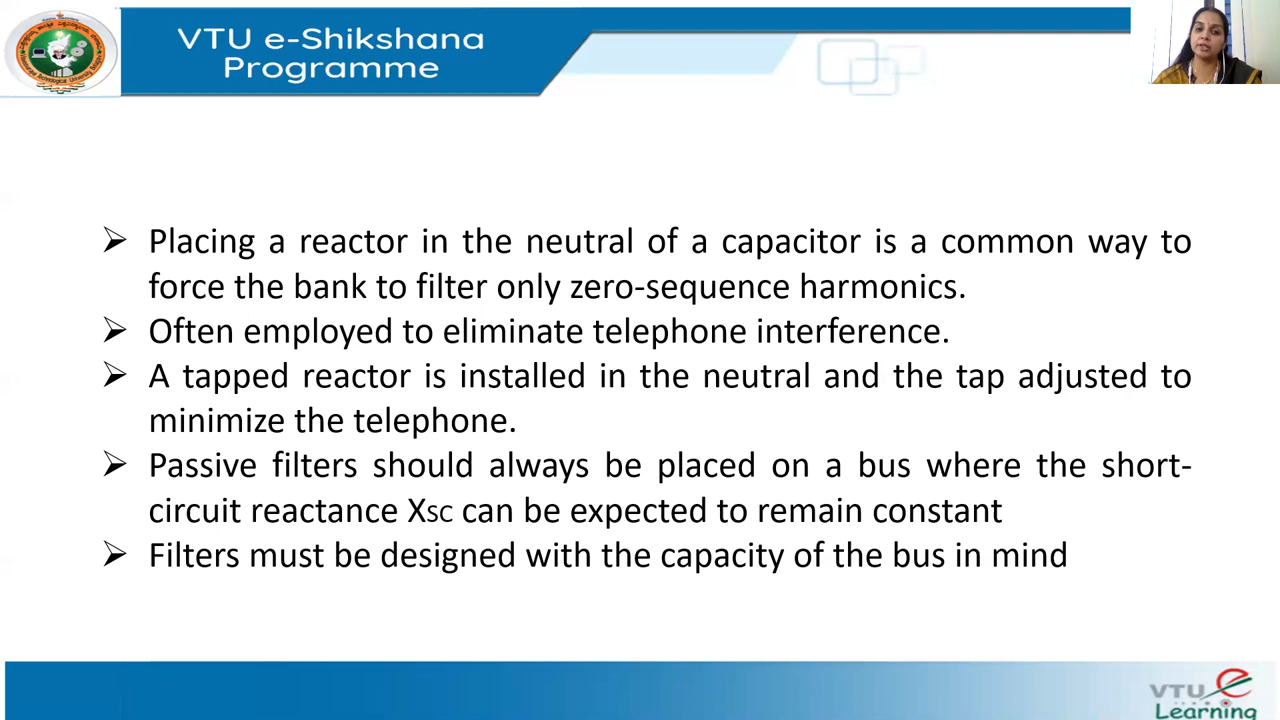 VTU e-Shikshana
Programme
➢ Placing a reactor in the neutral of a capacitor is a common way to
force the bank to filter only zero-sequence harmonics.
➢ Often employed to eliminate telephone interference.
➢ A tapped reactor is installed in the neutral and the tap adjusted to
minimize the telephone.
➢ Passive filters should always be placed on a bus where the short-
circuit reactance XSC can be expected to remain constant
➢ Filters must be designed with the capacity of the bus in mind
VTU e
Learning